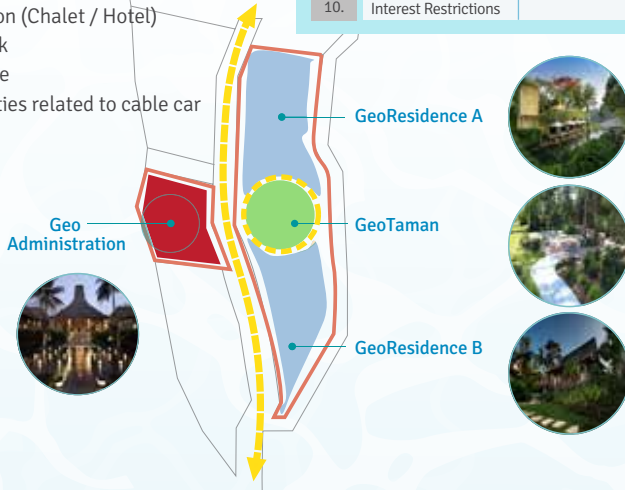 on (Chalet / Hotel)
k
e
ties related to cable car
10.
Interest Restrictions
GeoResidence A
Geo
Administration
GeoTaman
GeoResidence B